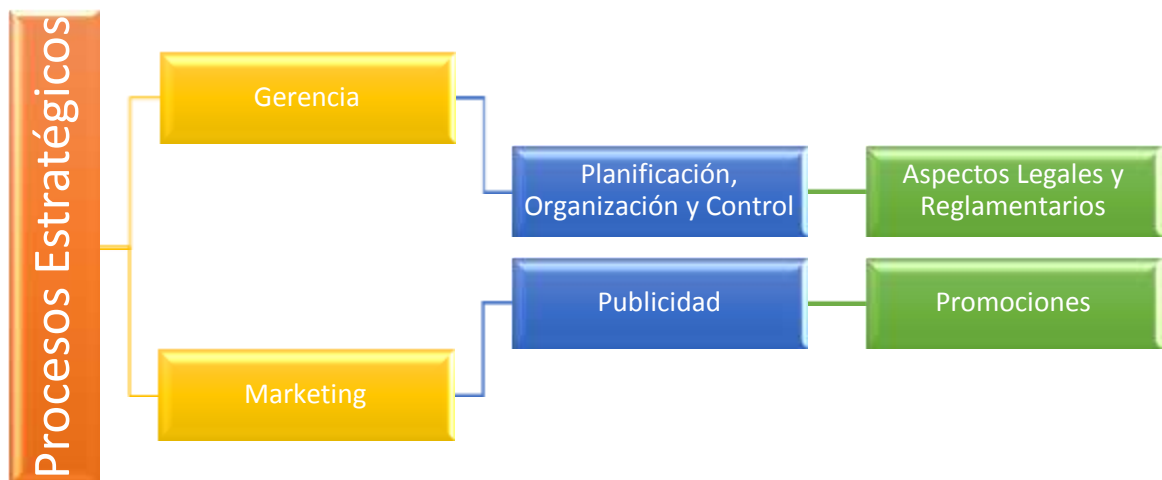 Procesos Estratégicos
Gerencia
Planificación,
Organización y Control
Aspectos Legales y
Reglamentarios
Marketing
Publicidad
Promociones